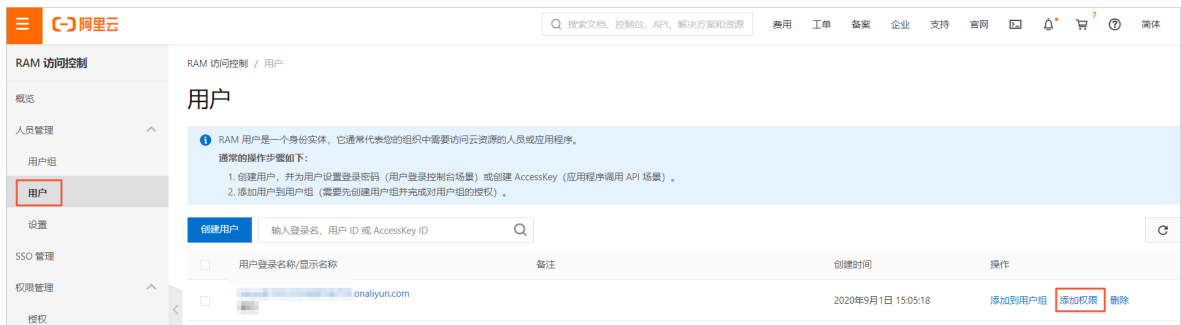 阿里云
搜索文档、控制台、API、解决方案和资源
费用 工单 备案 企业 支持 官网 7 简体
RAM 访问控制
概览
人员管理
用户组
用户
设置
SSO 管理
权限管理
授权
RAM 访问控制 / 用户
用户
RAM 用户是一个身份实体，它通常代表您的组织中需要访问云资源的人员或应用程序。
通常的操作步骤如下：
1. 创建用户，并为用户设置登录密码（用户登录控制台场景）或创建 AccessKey（应用程序调用 API 场景）。
2. 添加用户到用户组（需要先创建用户组并完成对用户组的授权）。
创建用户 输入登录名、用户 ID 或 AccessKey ID
用户登录名称/显示名称 备注 创建时间 操作
onaliyun.com
2020年9月1日 15:05:18 添加到用户组 添加权限 删除